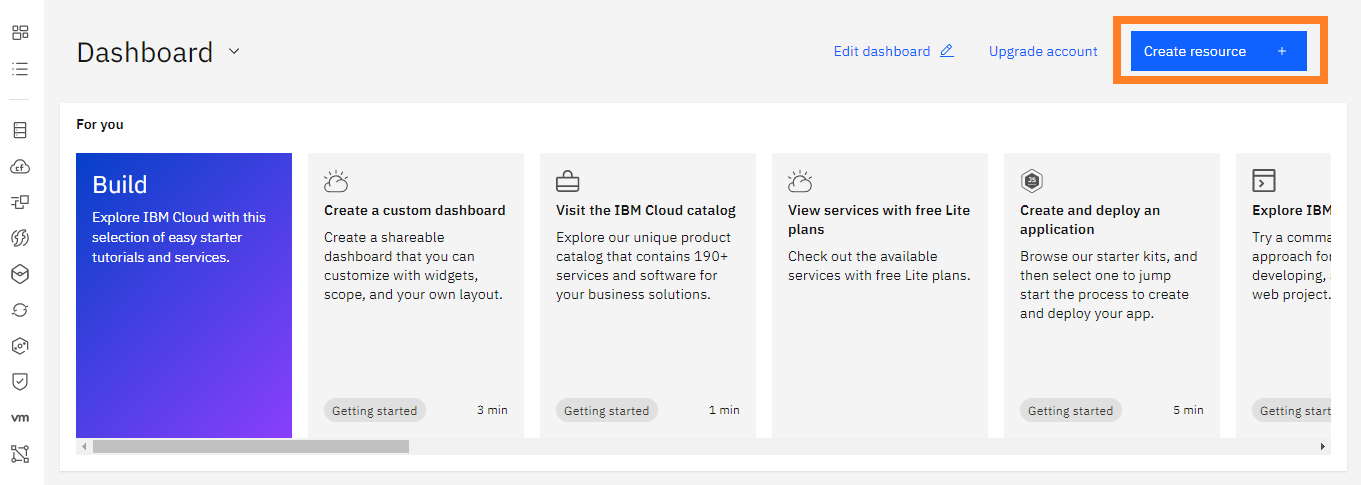 Dashboard
Edit dashboard
Upgrade account
Create resource +
For you
Build
Explore IBM Cloud with this
selection of easy starter
tutorials and services.
Create a custom dashboard
Create a shareable
dashboard that you can
customize with widgets,
scope, and your own layout.
Getting started
3 min
Visit the IBM Cloud catalog
Explore our unique product
catalog that contains 190+
services and software for
your business solutions.
Getting started
1 min
View services with free Lite
plans
Check out the available
services with free Lite plans.
Create and deploy an
application
Browse our starter kits, and
then select one to jump
start the process to create
and deploy your app.
Getting started
5 min
Explore IBM
Try a comma
approach for
developing,
web project.
Getting start
cf
JS
vm